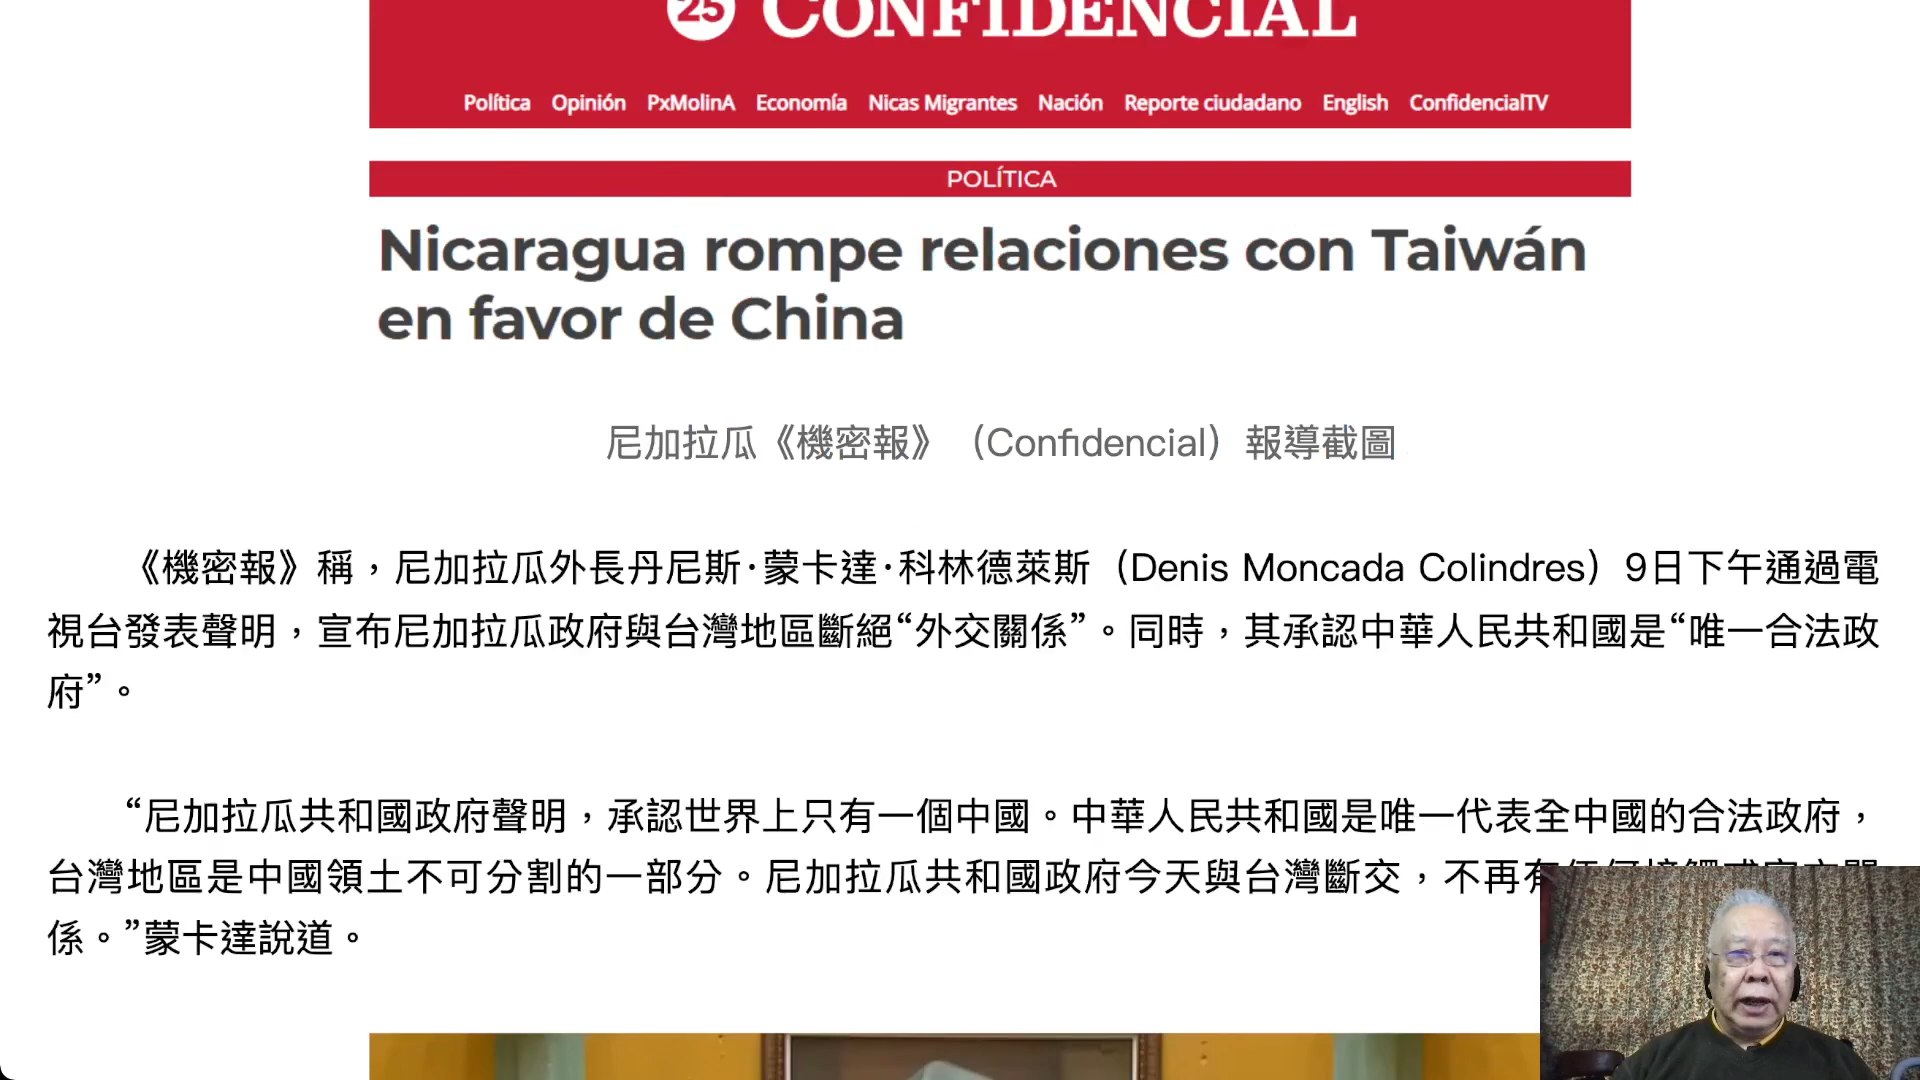 25 CONFIDENCIAL
Política Opinión PxMolinA Economía Nicas Migrantes Nación Reporte ciudadano English ConfidencialTV
POLÍTICA
Nicaragua rompe relaciones con Taiwán
en favor de China
尼加拉瓜《機密報》（Confidencial）報導截圖
《機密報》稱，尼加拉瓜外長丹尼斯·蒙卡達·科林德萊斯（Denis Moncada Colindres）9日下午通過電
視台發表聲明，宣布尼加拉瓜政府與台灣地區斷絕“外交關係”。同時，其承認中華人民共和國是“唯一合法政
府”。
“尼加拉瓜共和國政府聲明，承認世界上只有一個中國。中華人民共和國是唯一代表全中國的合法政府，
台灣地區是中國領土不可分割的一部分。尼加拉瓜共和國政府今天與台灣斷交，不再有
係。”蒙卡達說道。